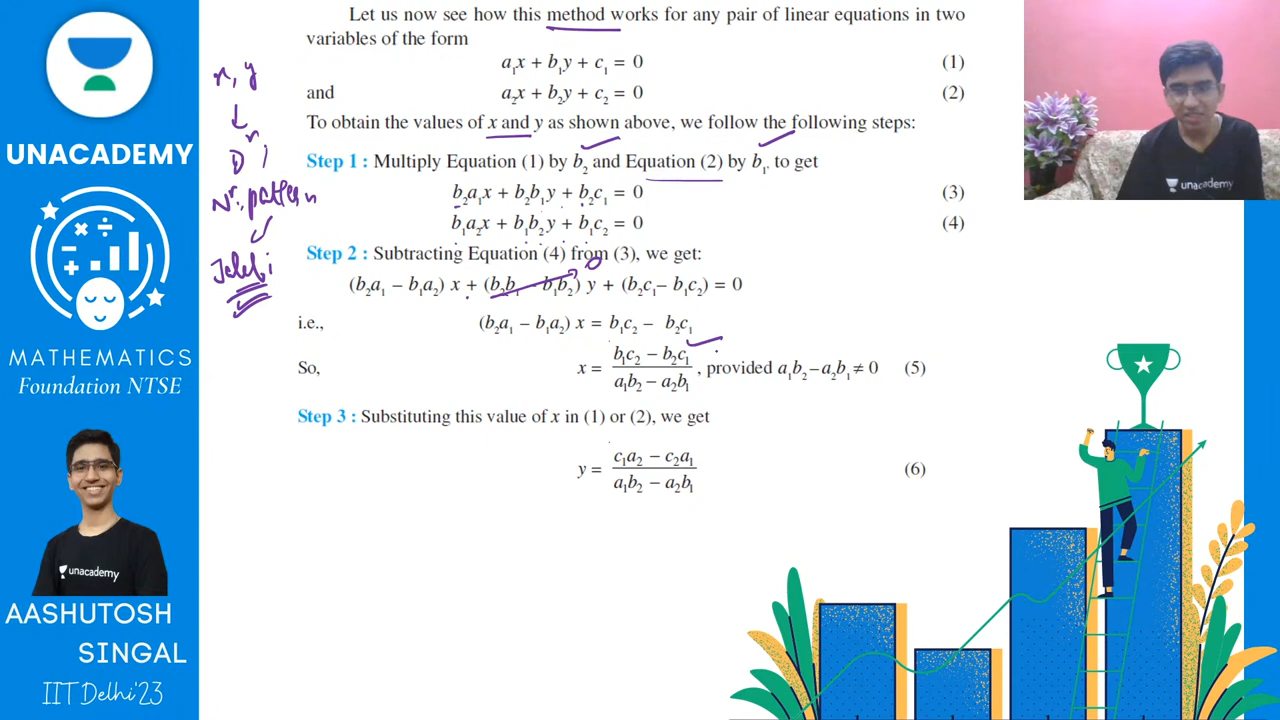 Let us now see how this method works for any pair of linear equations in two
variables of the form
a₁x + b₁y + c₁ = 0 (1)
and a₂x + b₂y + c₂ = 0 (2)
To obtain the values of x and y as shown above, we follow the following steps:
Step 1 : Multiply Equation (1) by b₂ and Equation (2) by b₁, to get
b₂a₁x + b₂b₁y + b₂c₁ = 0 (3)
b₁a₂x + b₁b₂y + b₁c₂ = 0 (4)
Step 2 : Subtracting Equation (4) from (3), we get:
0
(b₂a₁ – b₁a₂) x + (b₂b₁ – b₁b₂) y + (b₂c₁– b₁c₂) = 0
i.e., (b₂a₁ – b₁a₂) x = b₁c₂ – b₂c₁
So, x = (b₁c₂ – b₂c₁)/(a₁b₂ – a₂b₁), provided a₁b₂ – a₂b₁ ≠ 0 (5)
Step 3 : Substituting this value of x in (1) or (2), we get
y = (c₁a₂ – c₂a₁)/(a₁b₂ – a₂b₁) (6)
x, y
↓
Dʳ ;
Nʳ. pattern
Jelebi
UNACADEMY
MATHEMATICS
Foundation NTSE
unacademy
AASHUTOSH
SINGAL
IIT Delhi'23
unacademy